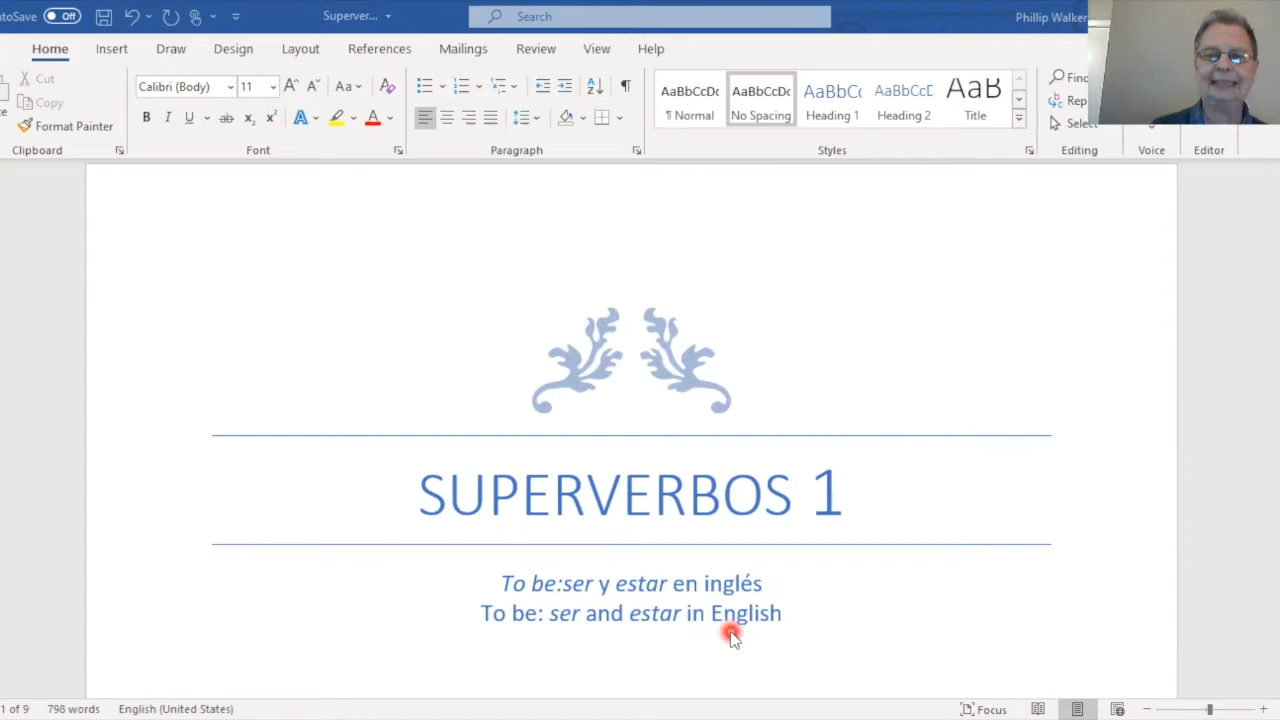 AutoSave Off Superver... Search Phillip Walker
Home Insert Draw Design Layout References Mailings Review View Help
Cut
Copy
Format Painter
Clipboard
Calibri (Body) 11
Font
Paragraph
AaBbCcDc AaBbCcDc AaBbCc AaBbCcD AaB
¶ Normal No Spacing Heading 1 Heading 2 Title
Styles
Select
Editing
Voice
Editor
SUPERVERBOS 1
To be:ser y estar en inglés
To be: ser and estar in English
1 of 9 798 words English (United States) Focus